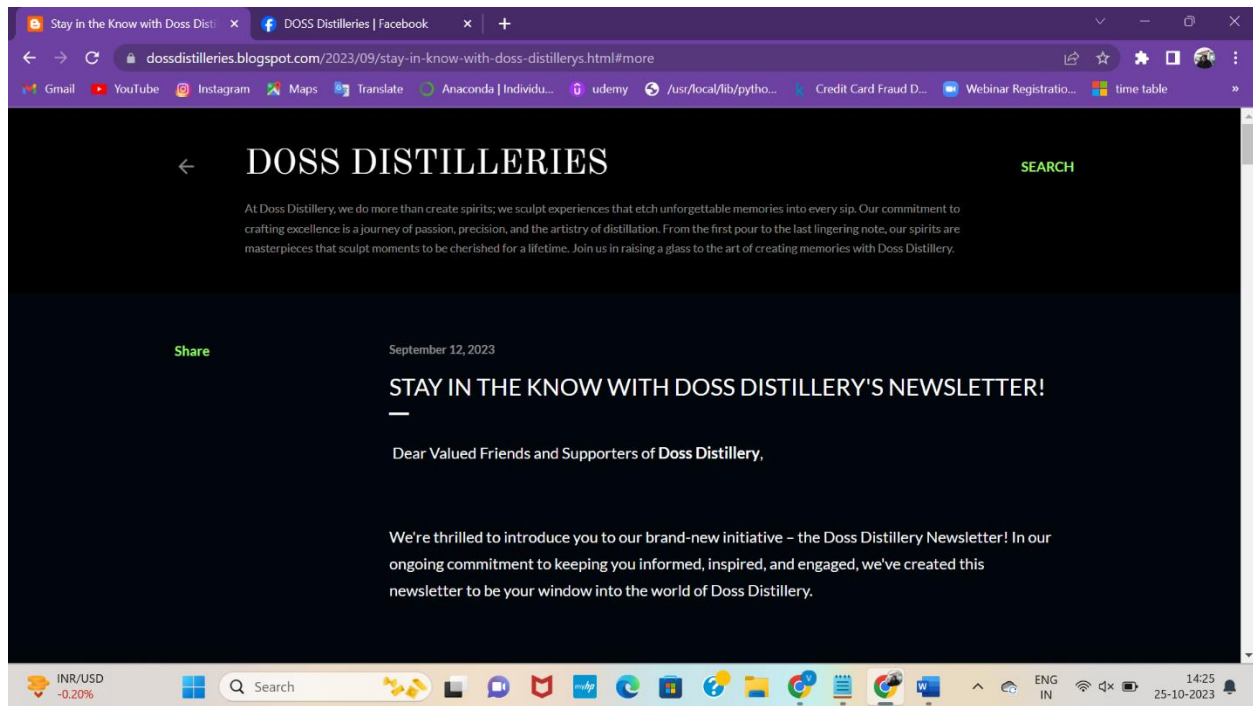 Stay in the Know with Doss Disti
DOSS Distilleries | Facebook
dossdistilleries.blogspot.com/2023/09/stay-in-know-with-doss-distillerys.html#more
Gmail YouTube Instagram Maps Translate Anaconda | Individu... udemy /usr/local/lib/pytho... Credit Card Fraud D... Webinar Registratio... time table »
DOSS DISTILLERIES
SEARCH
At Doss Distillery, we do more than create spirits; we sculpt experiences that etch unforgettable memories into every sip. Our commitment to
crafting excellence is a journey of passion, precision, and the artistry of distillation. From the first pour to the last lingering note, our spirits are
masterpieces that sculpt moments to be cherished for a lifetime. Join us in raising a glass to the art of creating memories with Doss Distillery.
Share
September 12, 2023
STAY IN THE KNOW WITH DOSS DISTILLERY'S NEWSLETTER!
Dear Valued Friends and Supporters of Doss Distillery,
We're thrilled to introduce you to our brand-new initiative – the Doss Distillery Newsletter! In our
ongoing commitment to keeping you informed, inspired, and engaged, we've created this
newsletter to be your window into the world of Doss Distillery.
INR/USD
-0.20%
Search
myhp
ENG
IN
14:25
25-10-2023